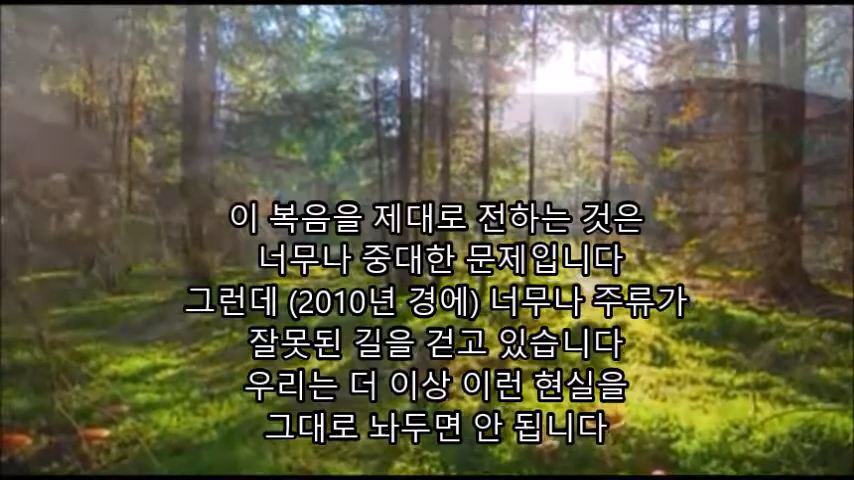 이 복음을 제대로 전하는 것은
너무나 중대한 문제입니다
그런데 (2010년 경에) 너무나 주류가
잘못된 길을 걷고 있습니다
우리는 더 이상 이런 현실을
그대로 놔두면 안 됩니다